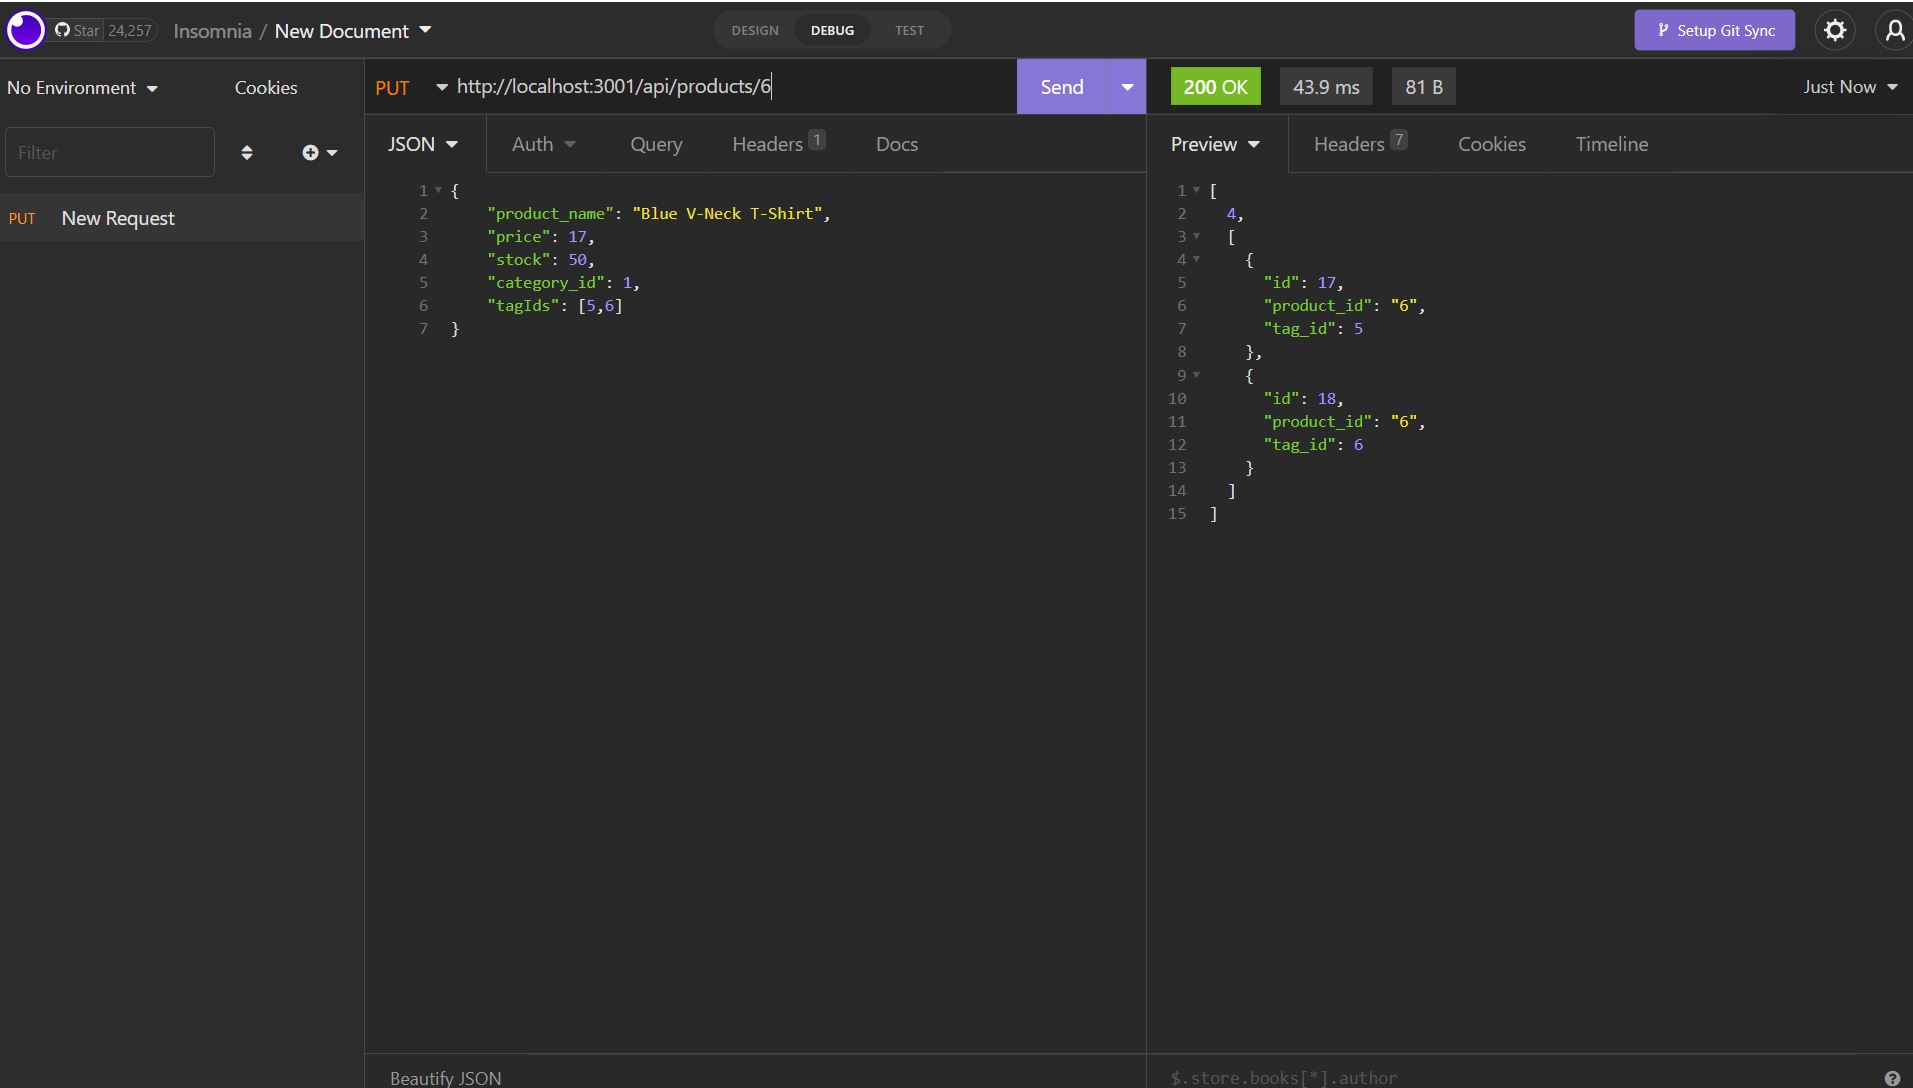 Star 24,257 Insomnia / New Document DESIGN DEBUG TEST Setup Git Sync
No Environment Cookies PUT http://localhost:3001/api/products/6 Send 200 OK 43.9 ms 81 B Just Now
Filter
PUT New Request
JSON Auth Query Headers 1 Docs
1 {
2 "product_name": "Blue V-Neck T-Shirt",
3 "price": 17,
4 "stock": 50,
5 "category_id": 1,
6 "tagIds": [5,6]
7 }
Beautify JSON
Preview Headers 7 Cookies Timeline
1 [
2 4,
3 [
4 {
5 "id": 17,
6 "product_id": "6",
7 "tag_id": 5
8 },
9 {
10 "id": 18,
11 "product_id": "6",
12 "tag_id": 6
13 }
14 ]
15 ]
$.store.books[*].author
?